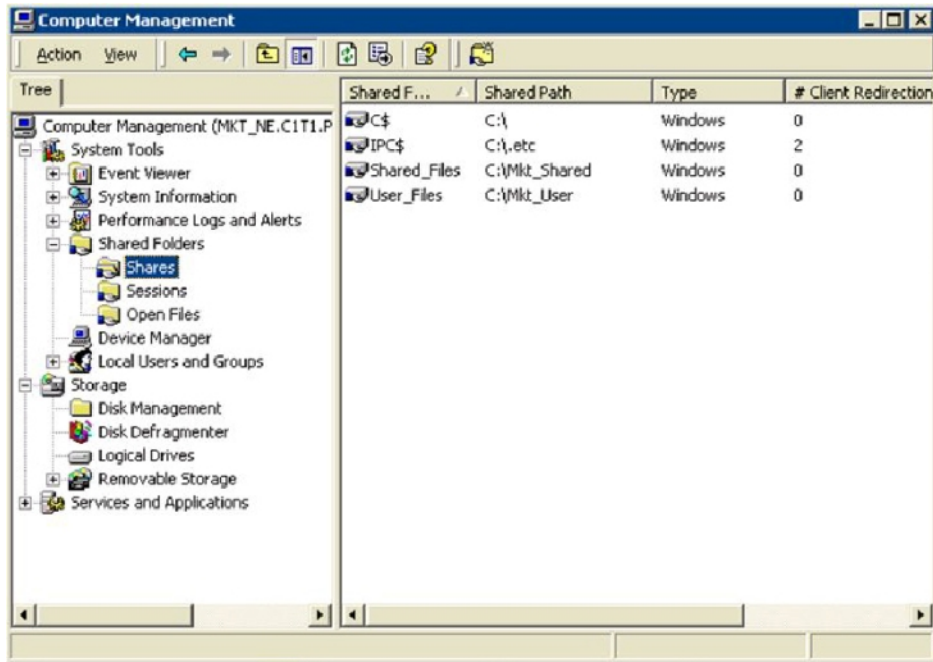 Computer Management
Action View
Tree
Computer Management (MKT_NE.C1T1.P
System Tools
Event Viewer
System Information
Performance Logs and Alerts
Shared Folders
Shares
Sessions
Open Files
Device Manager
Local Users and Groups
Storage
Disk Management
Disk Defragmenter
Logical Drives
Removable Storage
Services and Applications
Shared F... Shared Path Type # Client Redirection
C$ C:\ Windows 0
IPC$ C:\.etc Windows 2
Shared_Files C:\Mkt_Shared Windows 0
User_Files C:\Mkt_User Windows 0